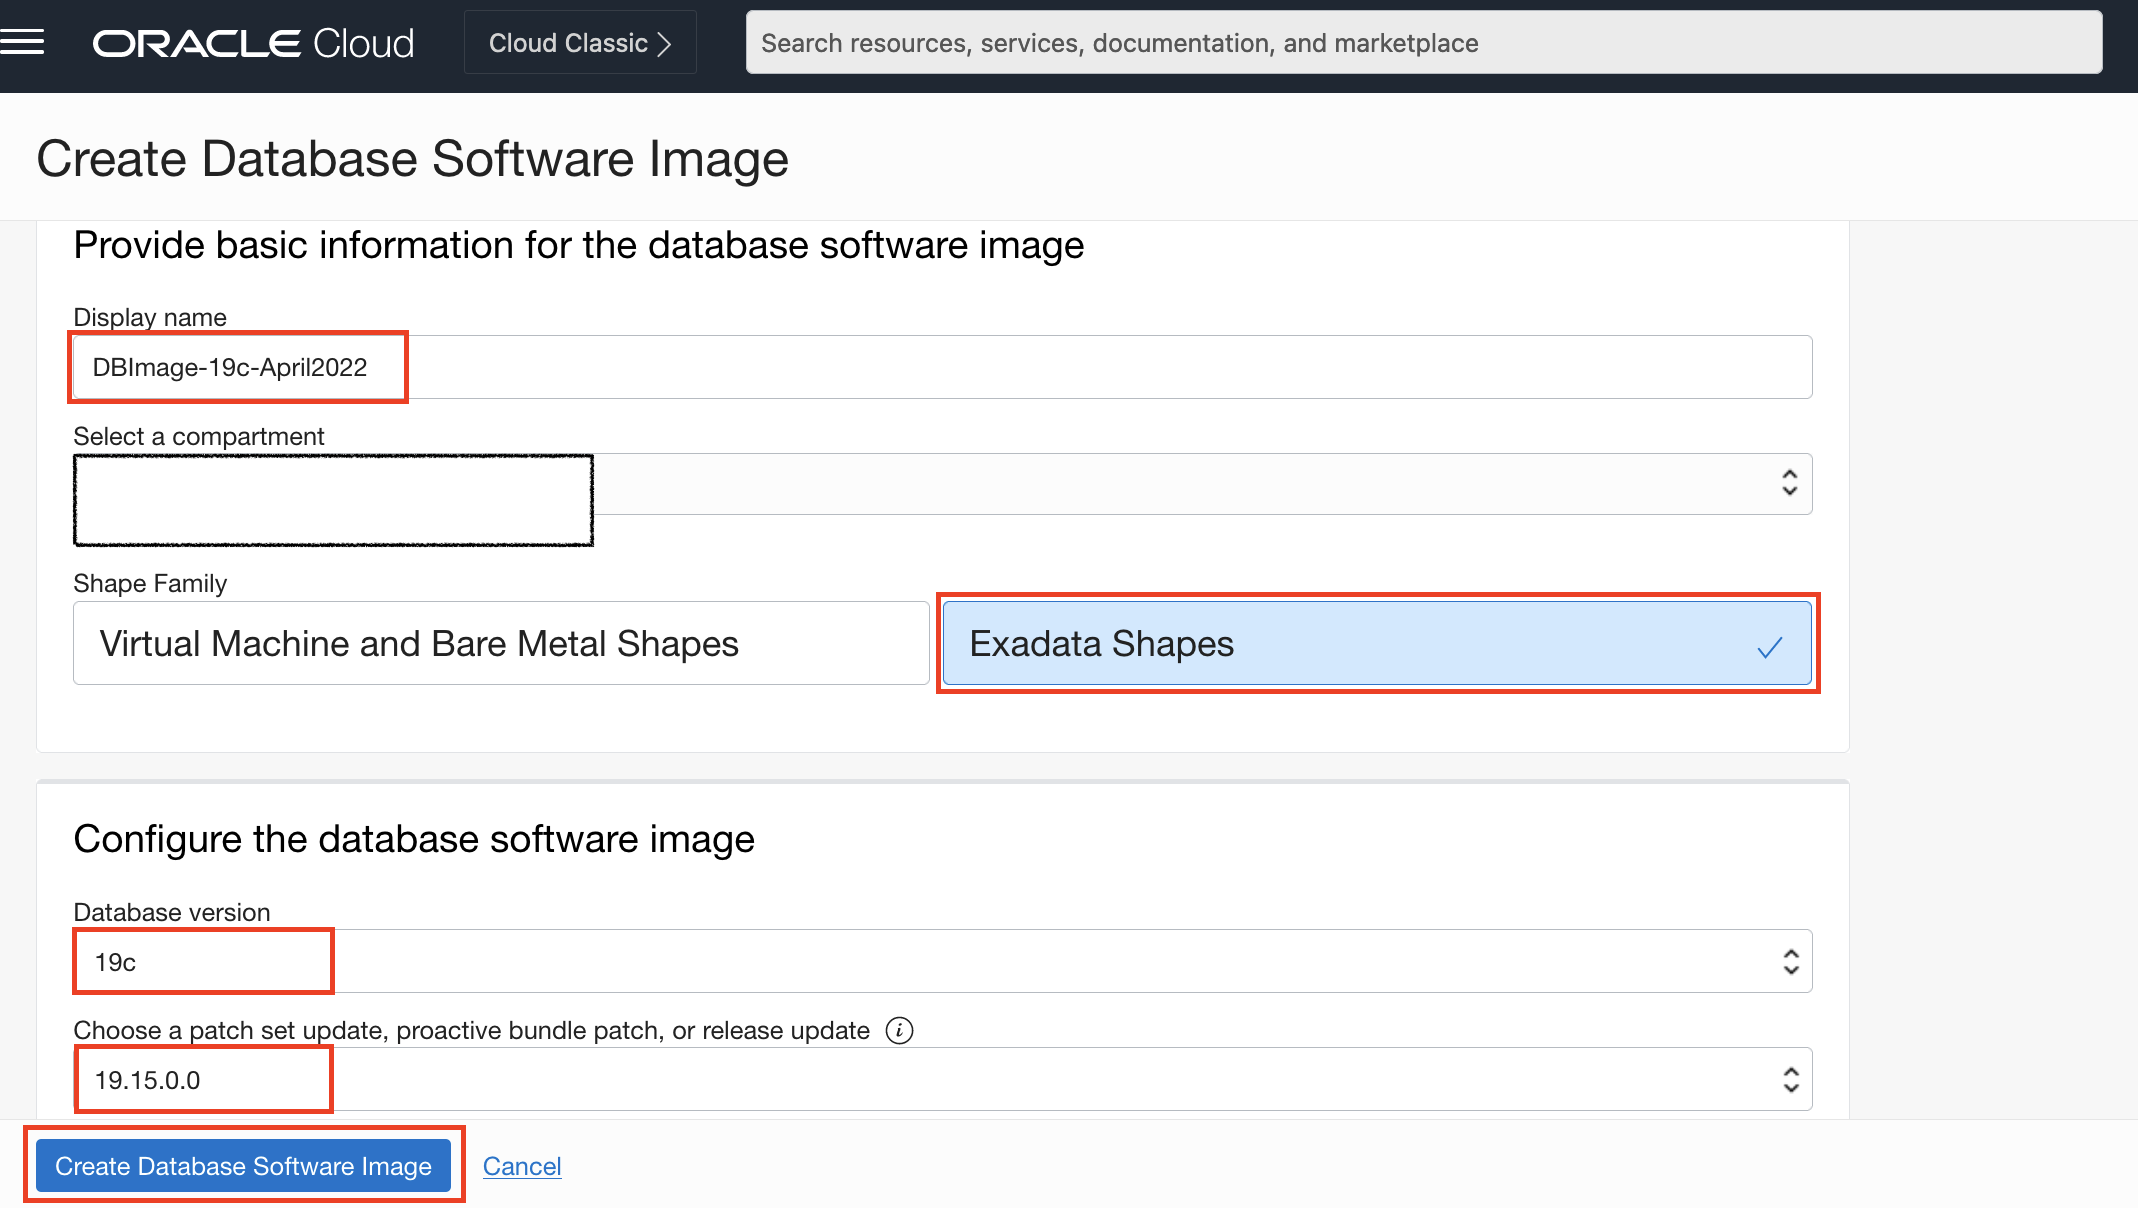 ORACLE Cloud
Cloud Classic
Search resources, services, documentation, and marketplace
Create Database Software Image
Provide basic information for the database software image
Display name
DBImage-19c-April2022
Select a compartment
Shape Family
Virtual Machine and Bare Metal Shapes
Exadata Shapes
Configure the database software image
Database version
19c
Choose a patch set update, proactive bundle patch, or release update
19.15.0.0
Create Database Software Image
Cancel